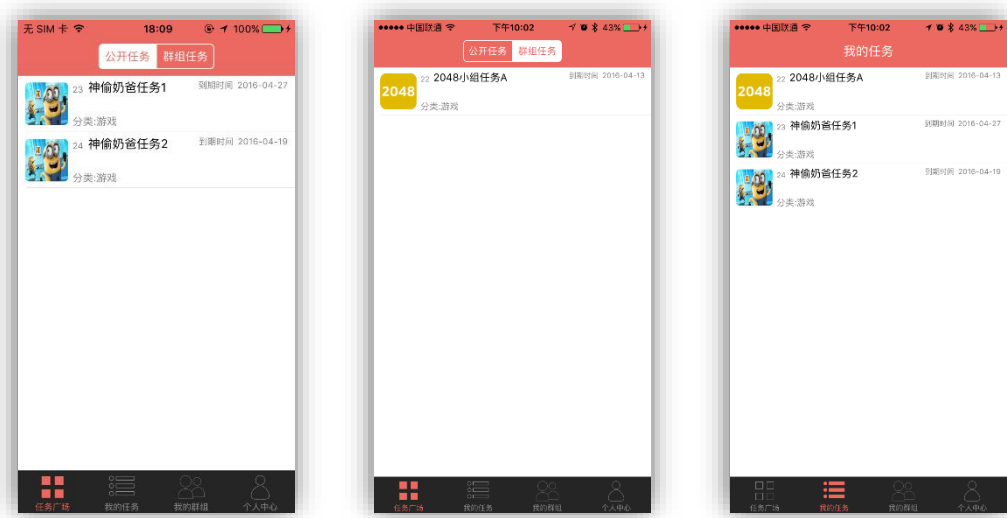 无 SIM 卡 18:09 100%
公开任务 群组任务
23 神偷奶爸任务1 到期时间 2016-04-27
分类:游戏
24 神偷奶爸任务2 到期时间 2016-04-19
分类:游戏
任务广场 我的任务 我的群组 个人中心
中国联通 下午10:02 43%
公开任务 群组任务
2048
22 2048小组任务A 到期时间 2016-04-13
分类:游戏
任务广场 我的任务 我的群组 个人中心
中国联通 下午10:02 43%
我的任务
2048
22 2048小组任务A 到期时间 2016-04-13
分类:游戏
23 神偷奶爸任务1 到期时间 2016-04-27
分类:游戏
24 神偷奶爸任务2 到期时间 2016-04-19
分类:游戏
任务广场 我的任务 我的群组 个人中心